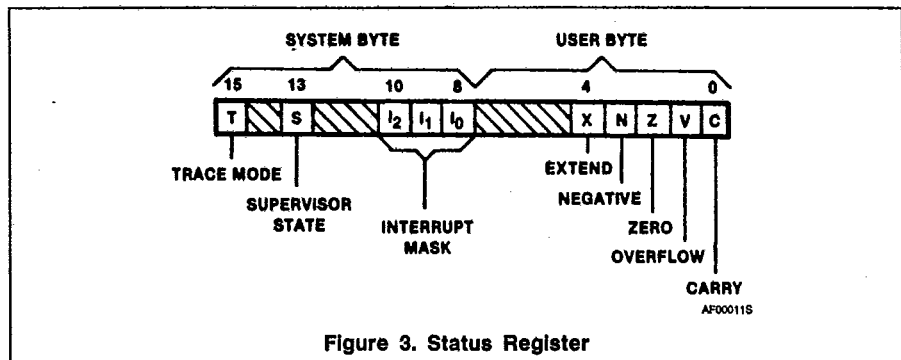 SYSTEM BYTE USER BYTE
15 13 10 8 4 0
T S I₂ I₁ I₀ X N Z V C
TRACE MODE
SUPERVISOR
STATE
INTERRUPT
MASK
EXTEND
NEGATIVE
ZERO
OVERFLOW
CARRY
AF00011S
Figure 3. Status Register